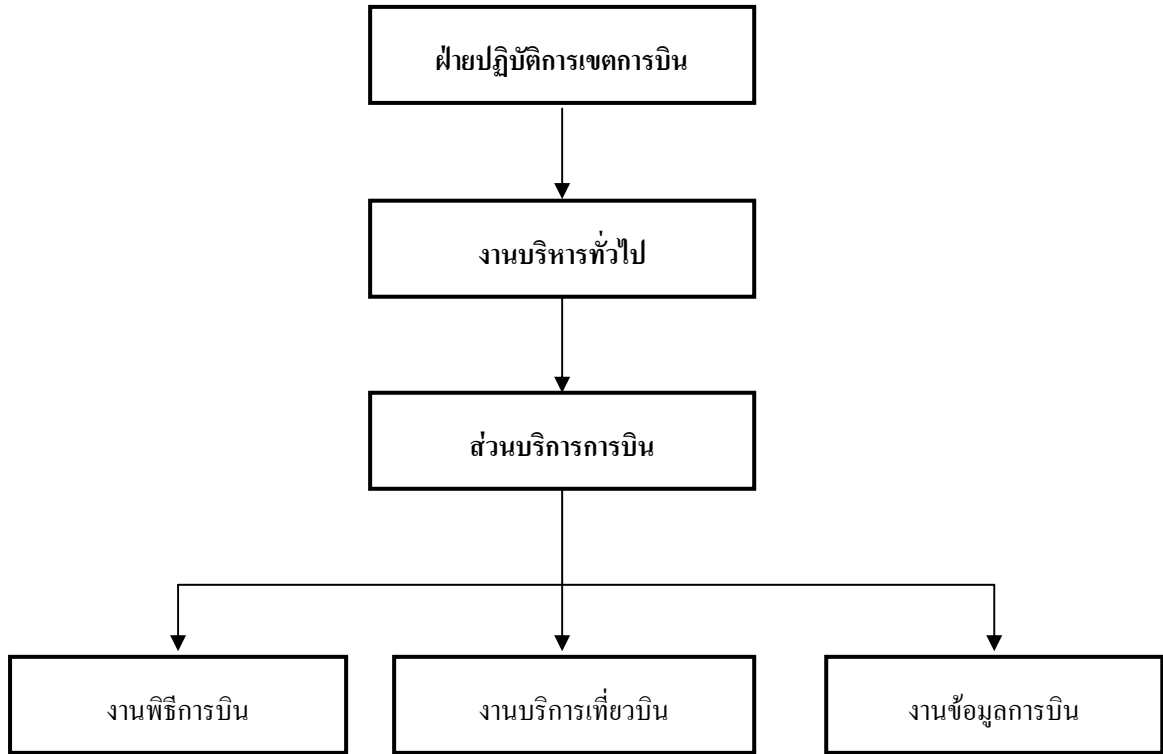 ฝ่ายปฏิบัติการเขตการบิน
งานบริหารทั่วไป
ส่วนบริการการบิน
งานพิธีการบิน
งานบริการเที่ยวบิน
งานข้อมูลการบิน